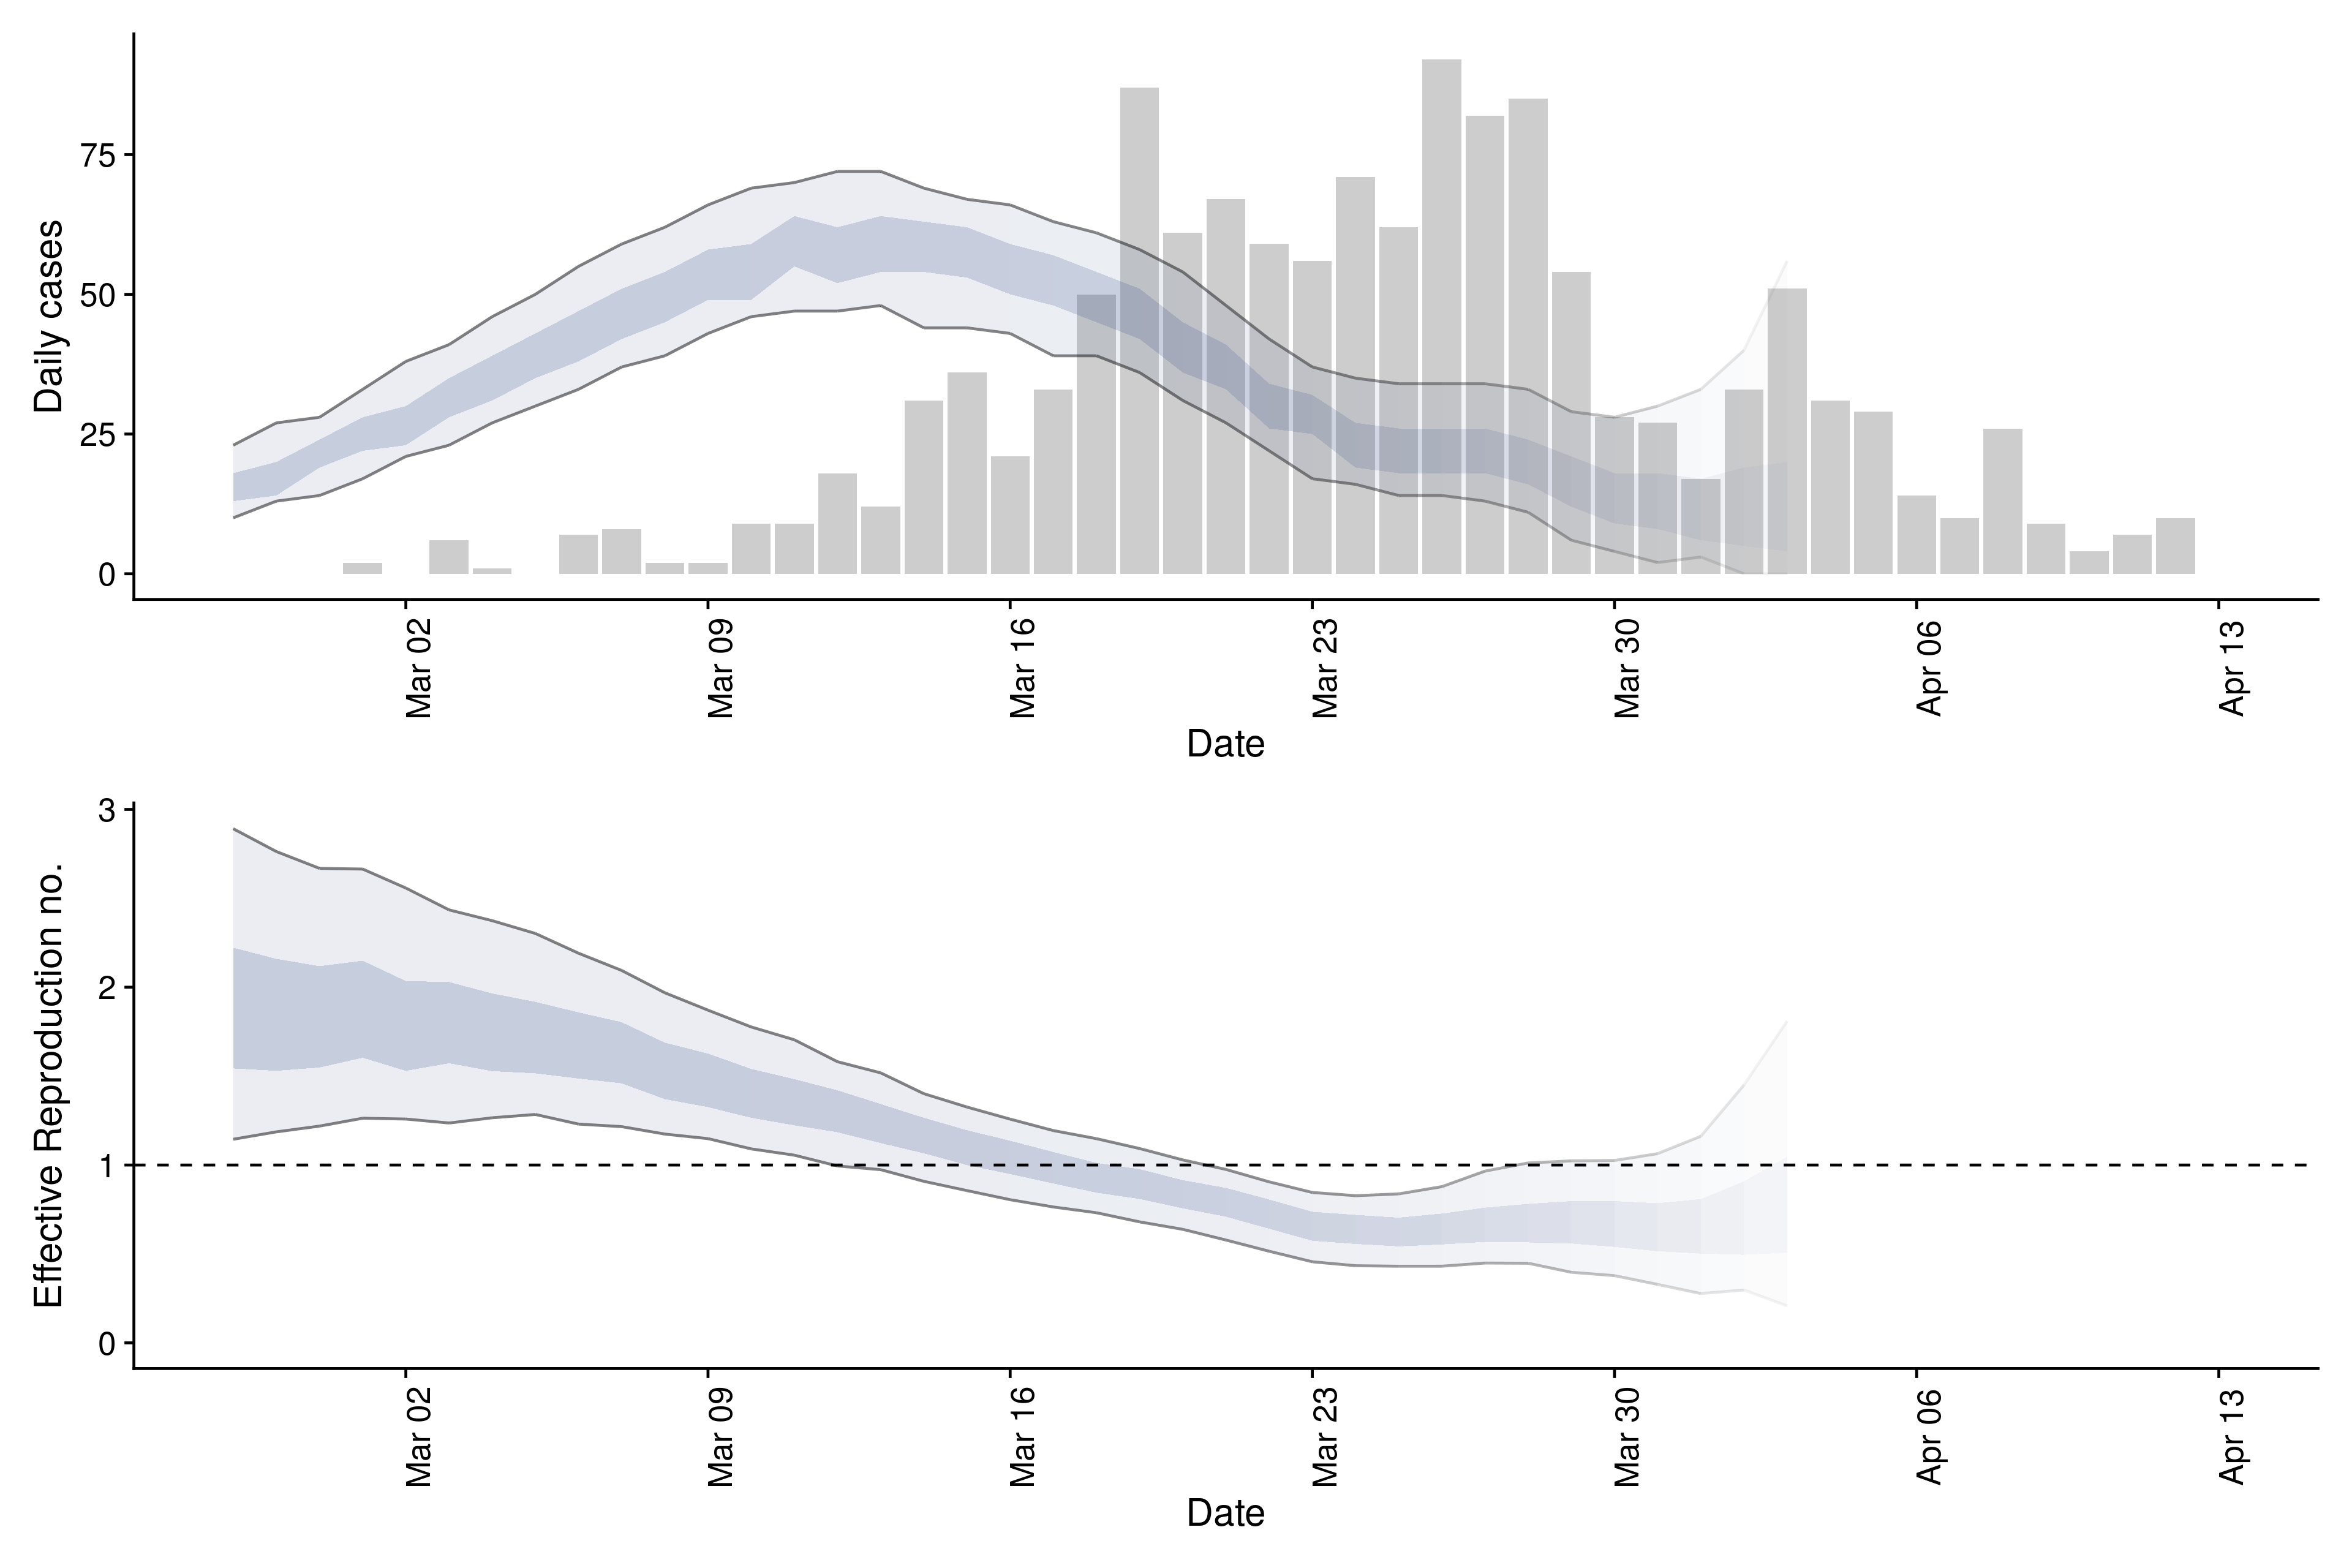 Daily cases
75
50
25
0
Mar 02
Mar 09
Mar 16
Mar 23
Mar 30
Apr 06
Apr 13
Date
Effective Reproduction no.
3
2
1
0
Mar 02
Mar 09
Mar 16
Mar 23
Mar 30
Apr 06
Apr 13
Date